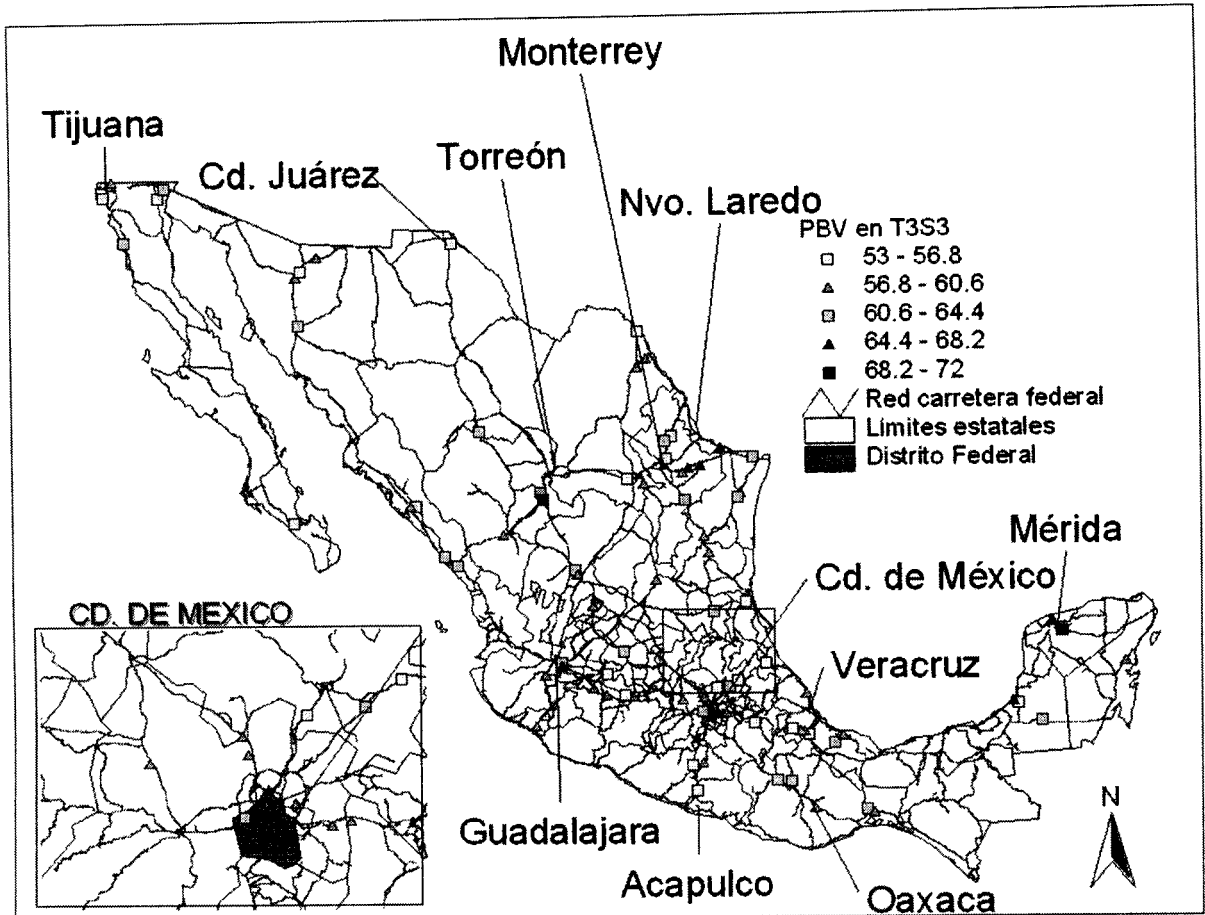 Monterrey
Tijuana
Torreón
Cd. Juárez
Nvo. Laredo
PBV en T3S3
53 - 56.8
56.8 - 60.6
60.6 - 64.4
64.4 - 68.2
68.2 - 72
Red carretera federal
Limites estatales
Distrito Federal
Mérida
Cd. de México
CD. DE MEXICO
Veracruz
Guadalajara
N
Acapulco
Oaxaca